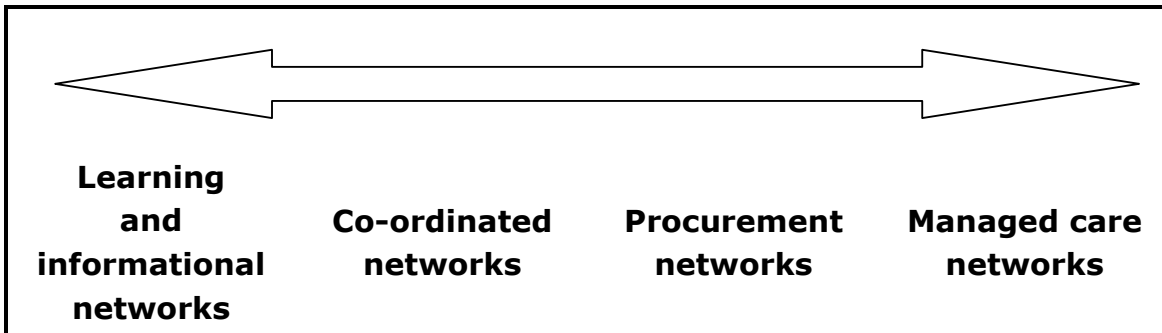 Learning
and
informational
networks
Co-ordinated
networks
Procurement
networks
Managed care
networks